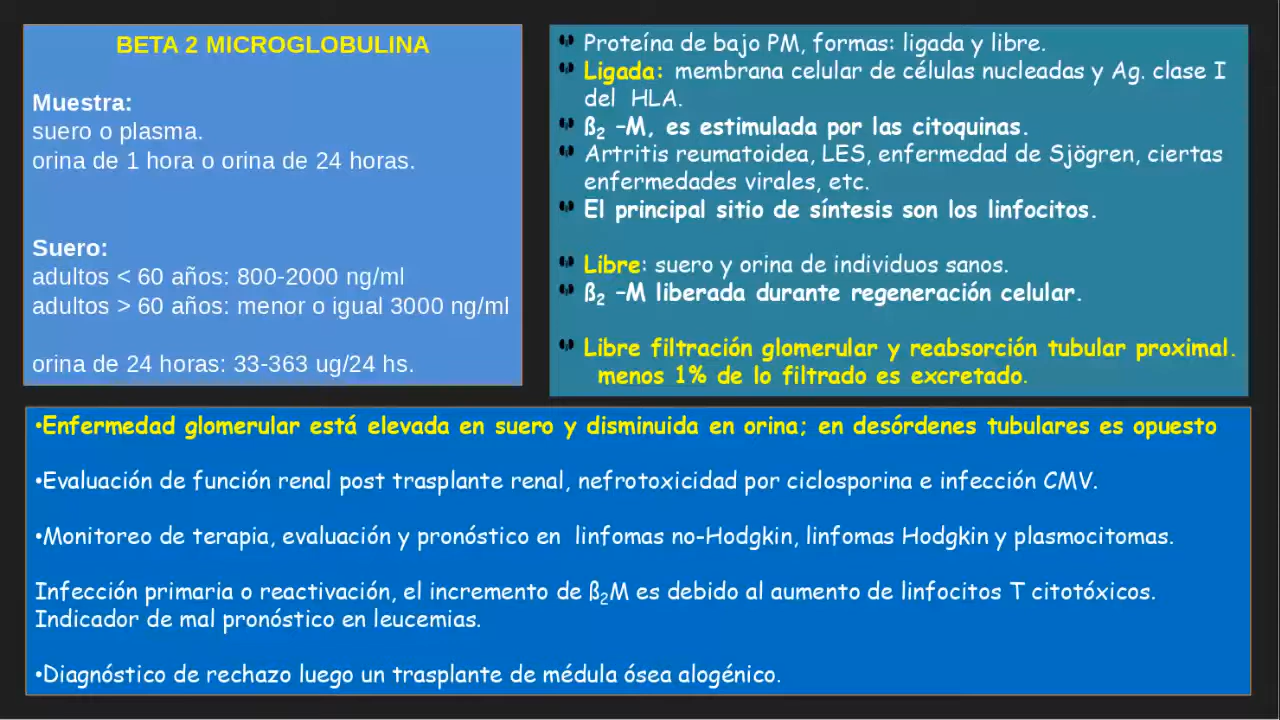 BETA 2 MICROGLOBULINA
Muestra:
suero o plasma.
orina de 1 hora o orina de 24 horas.
Suero:
adultos < 60 años: 800-2000 ng/ml
adultos > 60 años: menor o igual 3000 ng/ml
orina de 24 horas: 33-363 ug/24 hs.
Proteína de bajo PM, formas: ligada y libre.
Ligada: membrana celular de células nucleadas y Ag. clase I
del HLA.
ß₂ –M, es estimulada por las citoquinas.
Artritis reumatoidea, LES, enfermedad de Sjögren, ciertas
enfermedades virales, etc.
El principal sitio de síntesis son los linfocitos.
Libre: suero y orina de individuos sanos.
ß₂ –M liberada durante regeneración celular.
Libre filtración glomerular y reabsorción tubular proximal.
menos 1% de lo filtrado es excretado.
•Enfermedad glomerular está elevada en suero y disminuida en orina; en desórdenes tubulares es opuesto
•Evaluación de función renal post trasplante renal, nefrotoxicidad por ciclosporina e infección CMV.
•Monitoreo de terapia, evaluación y pronóstico en linfomas no-Hodgkin, linfomas Hodgkin y plasmocitomas.
Infección primaria o reactivación, el incremento de ß₂M es debido al aumento de linfocitos T citotóxicos.
Indicador de mal pronóstico en leucemias.
•Diagnóstico de rechazo luego un trasplante de médula ósea alogénico.